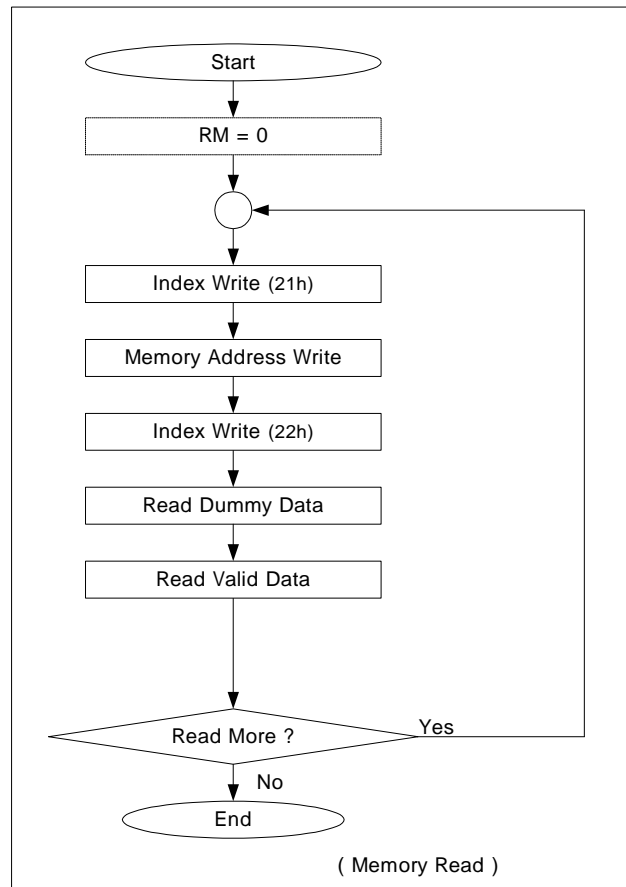 Start
RM = 0
Index Write (21h)
Memory Address Write
Index Write (22h)
Read Dummy Data
Read Valid Data
Read More ?
Yes
No
End
( Memory Read )